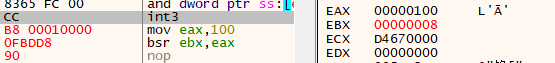 8365 FC 00 and dword ptr ss:[
CC int3
B8 00010000 mov eax,100
0FBDD8 bsr ebx,eax
90 nop
EAX 00000100 L'Ā'
EBX 00000008
ECX D4670000
EDX 00000000